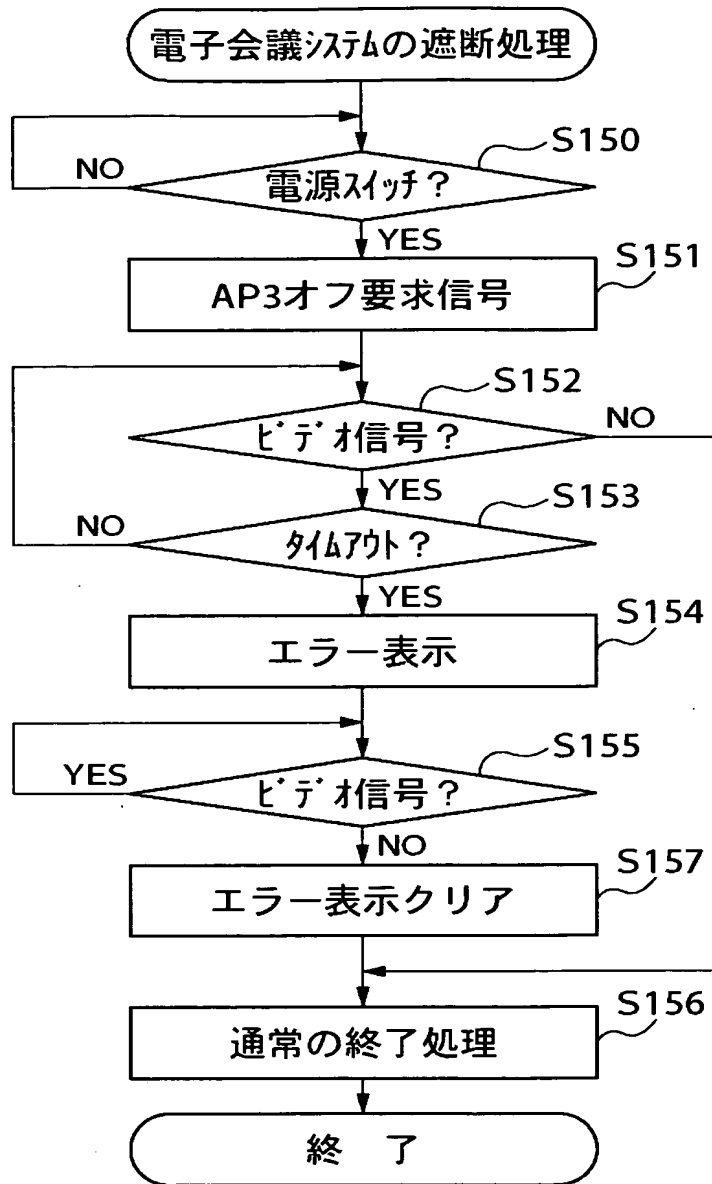 電子会議ｼｽﾃﾑの遮断処理
S150
NO
電源ｽｲｯﾁ？
YES
S151
AP3オフ要求信号
S152
NO
ﾋﾞﾃﾞｵ信号？
YES
S153
NO
ﾀｲﾑｱｳﾄ？
YES
S154
エラー表示
S155
YES
ﾋﾞﾃﾞｵ信号？
NO
S157
エラー表示クリア
S156
通常の終了処理
終　了